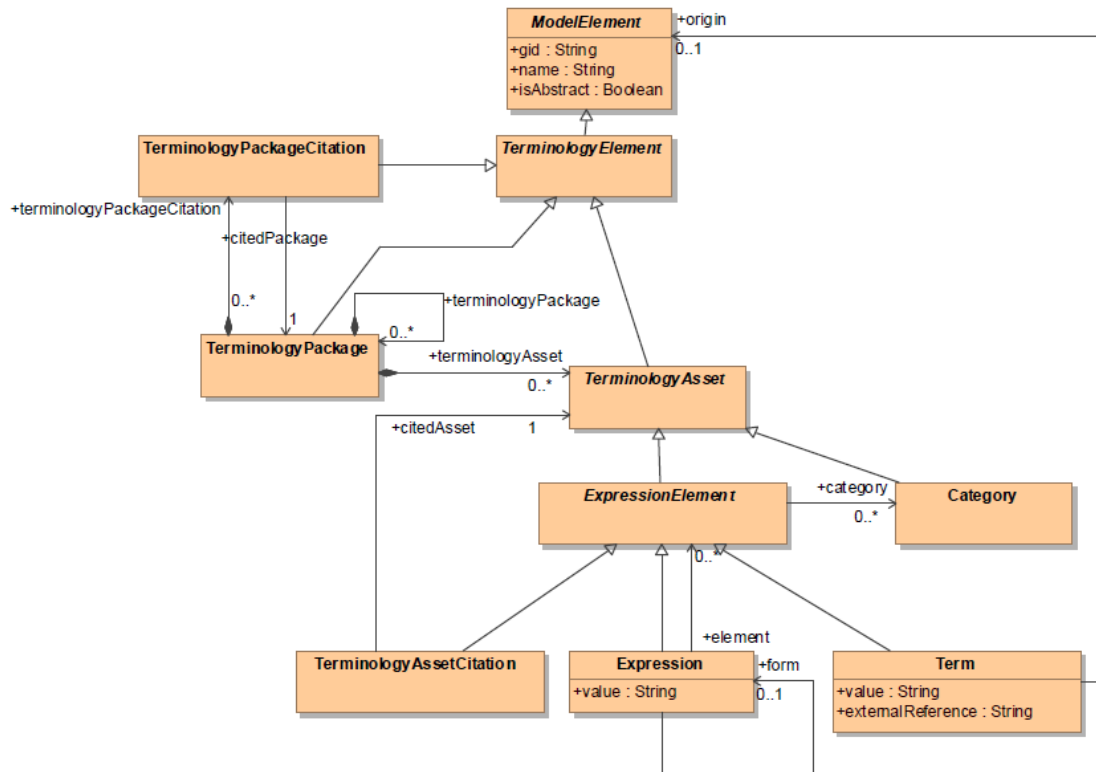 ModelElement
+gid : String
+name : String
+isAbstract : Boolean
+origin
0..1
TerminologyPackageCitation
TerminologyElement
+terminologyPackageCitation
+citedPackage
0..*
1
+terminologyPackage
0..*
TerminologyPackage
+terminologyAsset
0..*
TerminologyAsset
+citedAsset
1
ExpressionElement
+category
0..*
Category
0..*
+element
+form
0..1
TerminologyAssetCitation
Expression
+value : String
Term
+value : String
+externalReference : String